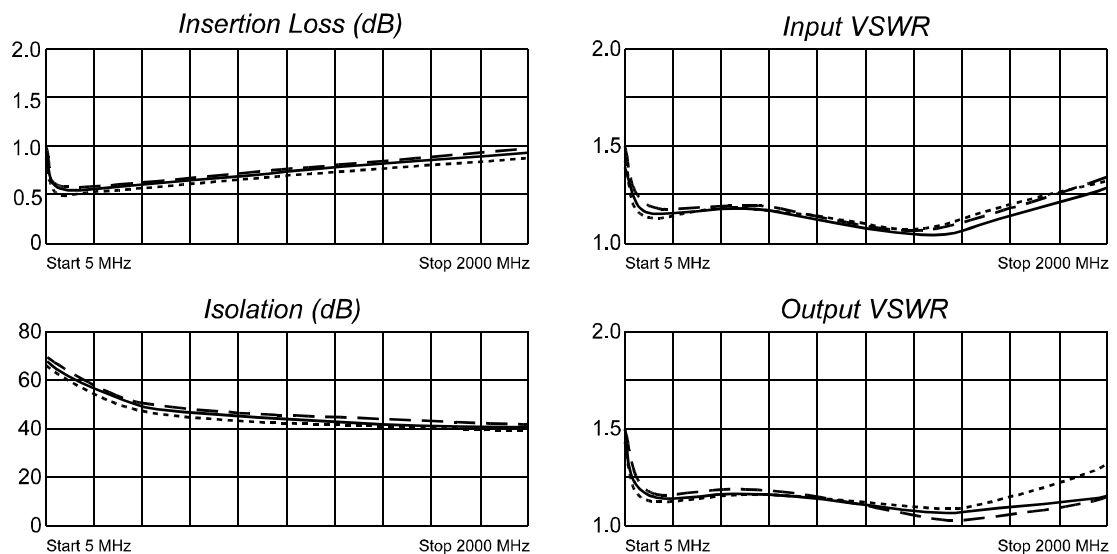 Insertion Loss (dB)
2.0
1.5
1.0
0.5
0
Start 5 MHz
Stop 2000 MHz
Input VSWR
2.0
1.5
1.0
Start 5 MHz
Stop 2000 MHz
Isolation (dB)
80
60
40
20
0
Start 5 MHz
Stop 2000 MHz
Output VSWR
2.0
1.5
1.0
Start 5 MHz
Stop 2000 MHz